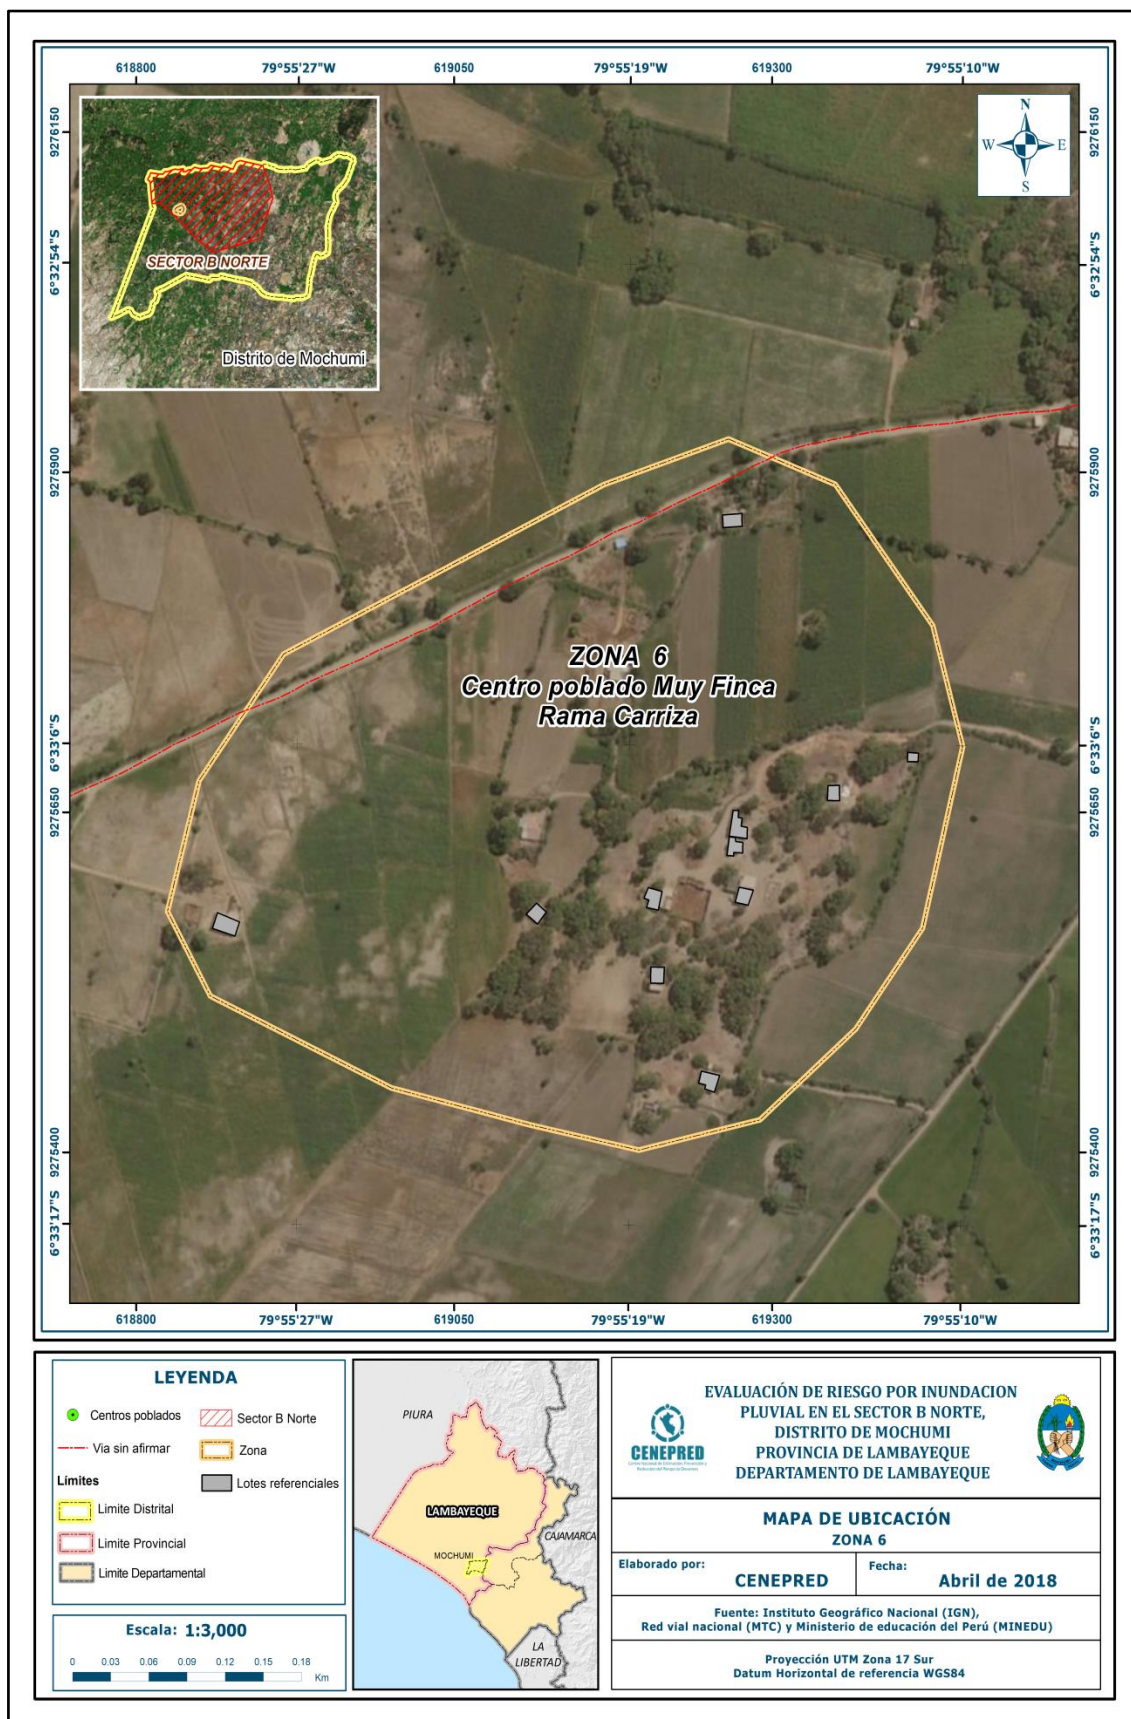 618800
79°55'27"W
619050
79°55'19"W
619300
79°55'10"W
9276150
6°32'54"S
9275900
6°33'6"S
9275650
9275400
6°33'17"S
9276150
6°32'54"S
9275900
6°33'6"S
9275650
9275400
6°33'17"S
N
W
E
S
SECTOR B NORTE
Distrito de Mochumi
ZONA 6
Centro poblado Muy Finca
Rama Carriza
618800
79°55'27"W
619050
79°55'19"W
619300
79°55'10"W
LEYENDA
Centros poblados
Sector B Norte
Via sin afirmar
Zona
Límites
Lotes referenciales
Limite Distrital
Limite Provincial
Limite Departamental
Escala: 1:3,000
0 0.03 0.06 0.09 0.12 0.15 0.18
Km
PIURA
LAMBAYEQUE
CAJAMARCA
MOCHUMI
LA
LIBERTAD
CENEPRED
EVALUACIÓN DE RIESGO POR INUNDACION
PLUVIAL EN EL SECTOR B NORTE,
DISTRITO DE MOCHUMI
PROVINCIA DE LAMBAYEQUE
DEPARTAMENTO DE LAMBAYEQUE
MAPA DE UBICACIÓN
ZONA 6
Elaborado por:
CENEPRED
Fecha:
Abril de 2018
Fuente: Instituto Geográfico Nacional (IGN),
Red vial nacional (MTC) y Ministerio de educación del Perú (MINEDU)
Proyección UTM Zona 17 Sur
Datum Horizontal de referencia WGS84